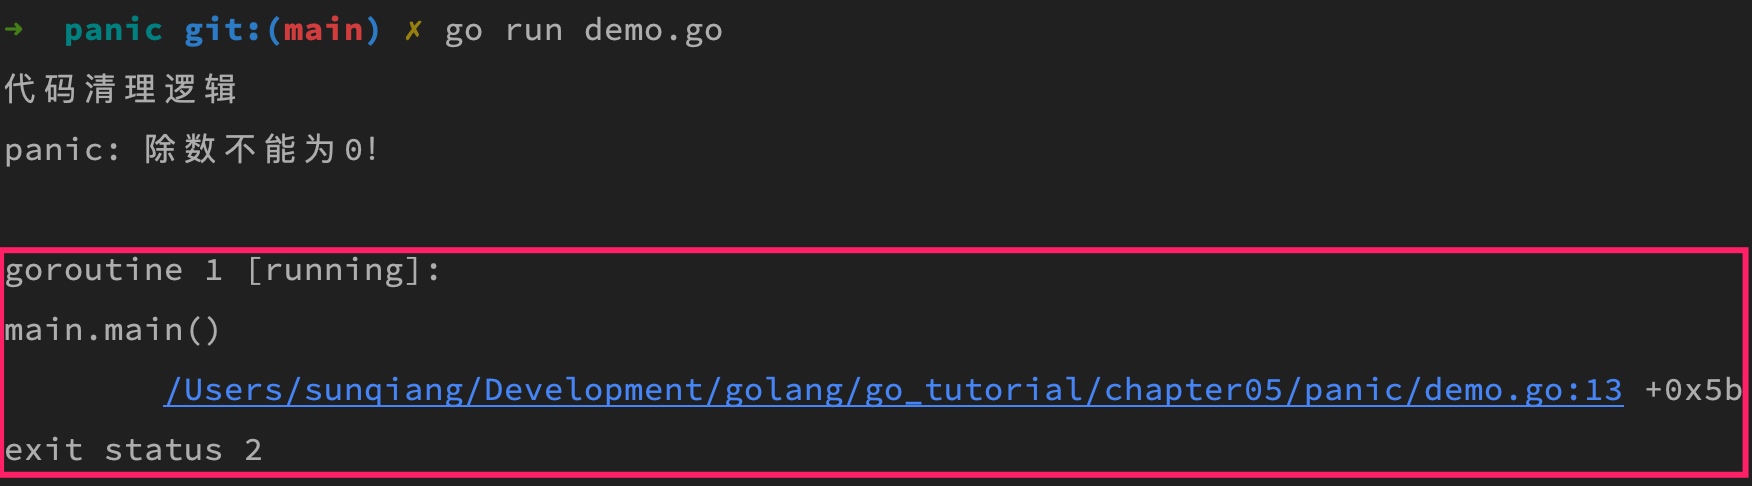 ➜  panic git:(main) ✗ go run demo.go
代码清理逻辑
panic: 除数不能为0!
goroutine 1 [running]:
main.main()
/Users/sunqiang/Development/golang/go_tutorial/chapter05/panic/demo.go:13 +0x5b
exit status 2